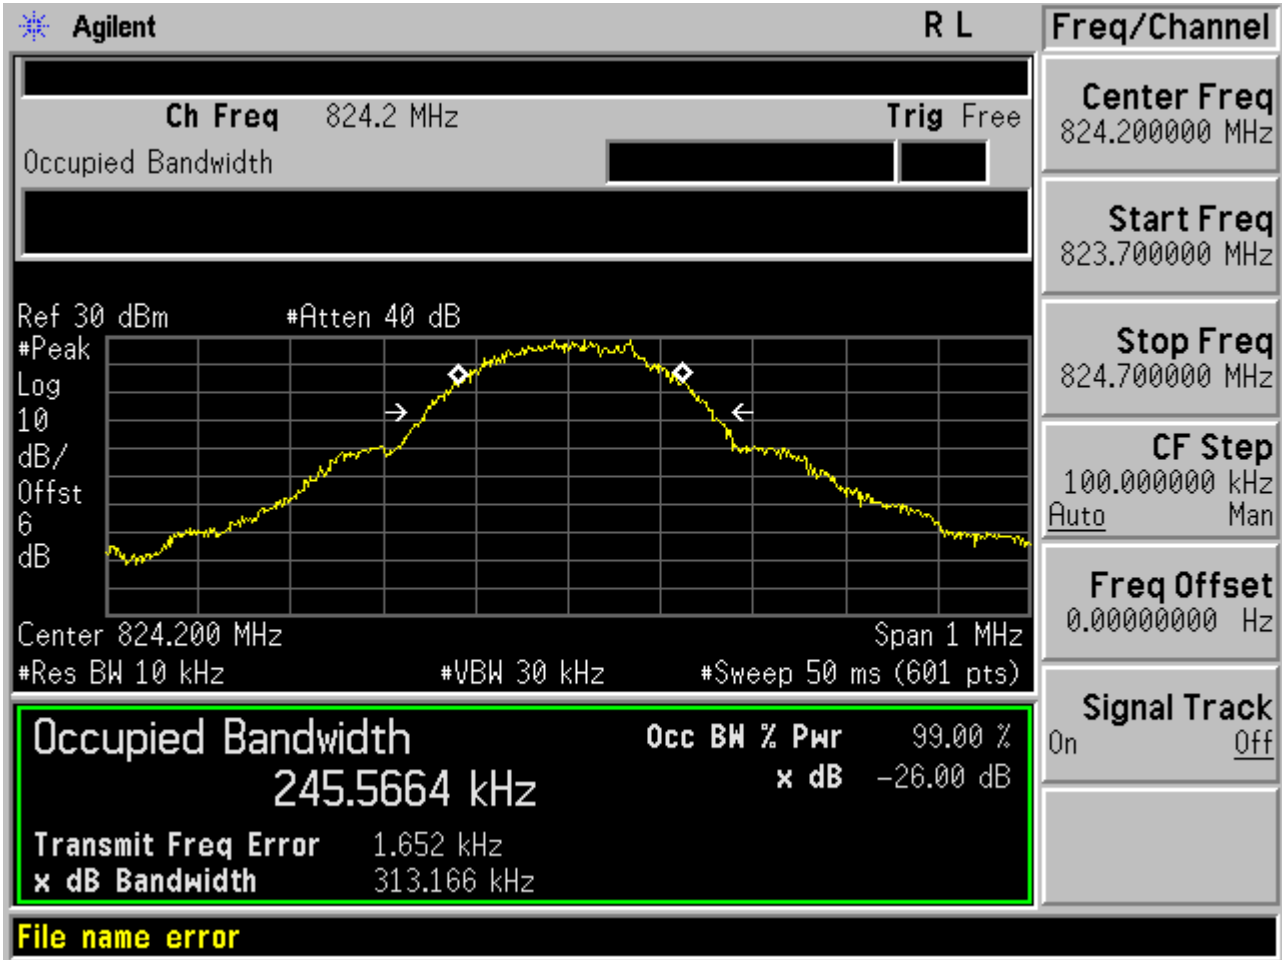 Agilent R L Freq/Channel
Ch Freq 824.2 MHz Trig Free
Occupied Bandwidth
Center Freq
824.200000 MHz
Start Freq
823.700000 MHz
Stop Freq
824.700000 MHz
CF Step
100.000000 kHz
Auto Man
Freq Offset
0.00000000 Hz
Signal Track
On Off
Ref 30 dBm #Atten 40 dB
#Peak
Log
10
dB/
Offst
6
dB
Center 824.200 MHz Span 1 MHz
#Res BW 10 kHz #VBW 30 kHz #Sweep 50 ms (601 pts)
Occupied Bandwidth Occ BW % Pwr 99.00 %
245.5664 kHz x dB -26.00 dB
Transmit Freq Error 1.652 kHz
x dB Bandwidth 313.166 kHz
File name error